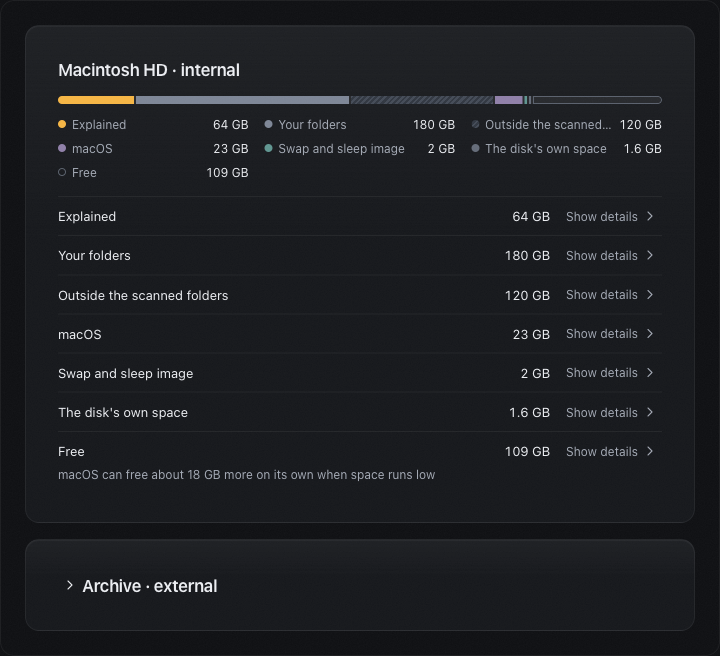 Macintosh HD · internal
Explained 64 GB Your folders 180 GB Outside the scanned... 120 GB
macOS 23 GB Swap and sleep image 2 GB The disk's own space 1.6 GB
Free 109 GB
Explained 64 GB Show details
Your folders 180 GB Show details
Outside the scanned folders 120 GB Show details
macOS 23 GB Show details
Swap and sleep image 2 GB Show details
The disk's own space 1.6 GB Show details
Free 109 GB Show details
macOS can free about 18 GB more on its own when space runs low
Archive · external